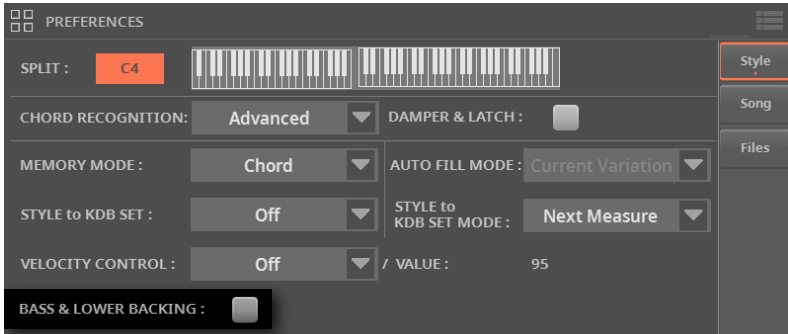 PREFERENCES
SPLIT : C4
Style
CHORD RECOGNITION: Advanced DAMPER & LATCH :
Song
MEMORY MODE : Chord AUTO FILL MODE : Current Variation
Files
STYLE to KDB SET : Off STYLE to
KDB SET MODE : Next Measure
VELOCITY CONTROL : Off / VALUE : 95
BASS & LOWER BACKING :